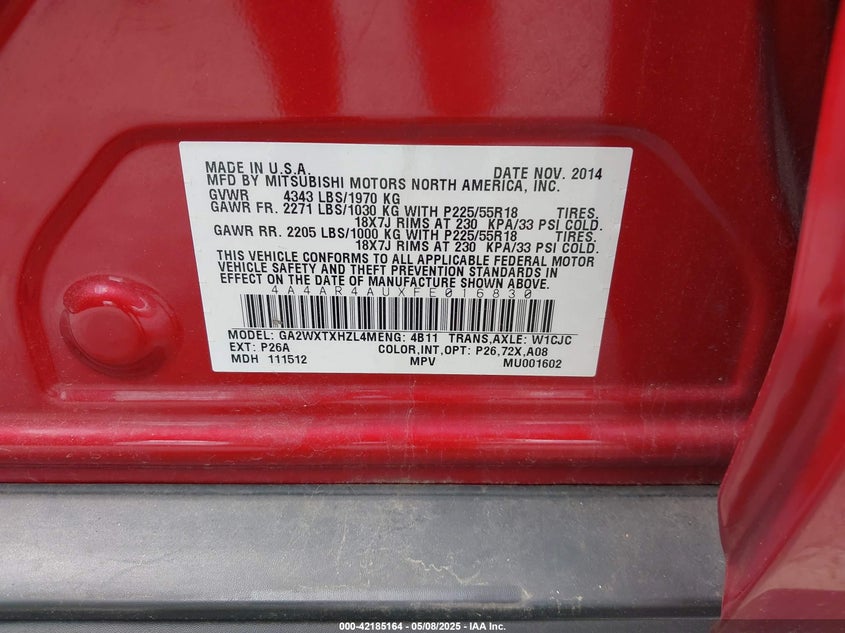 MADE IN U.S.A. DATE NOV. 2014
MFD BY MITSUBISHI MOTORS NORTH AMERICA, INC.
GVWR 4343 LBS/1970 KG
GAWR FR. 2271 LBS/1030 KG WITH P225/55R18 TIRES.
18X7J RIMS AT 230 KPA/33 PSI COLD.
GAWR RR. 2205 LBS/1000 KG WITH P225/55R18 TIRES.
18X7J RIMS AT 230 KPA/33 PSI COLD.
THIS VEHICLE CONFORMS TO ALL APPLICABLE FEDERAL MOTOR
VEHICLE SAFETY AND THEFT PREVENTION STANDARDS IN
EFFECT ON THE DATE OF MANUFACTURE SHOWN ABOVE.
4A4AR4AUXFE016830
MODEL: GA2WXTXHZL4MENG: 4B11 TRANS,AXLE: W1CJC
EXT: P26A COLOR,INT,OPT: P26,72X,A08
MDH 111512 MPV MU001602
000-42185164 - 05/08/2025 - IAA Inc.